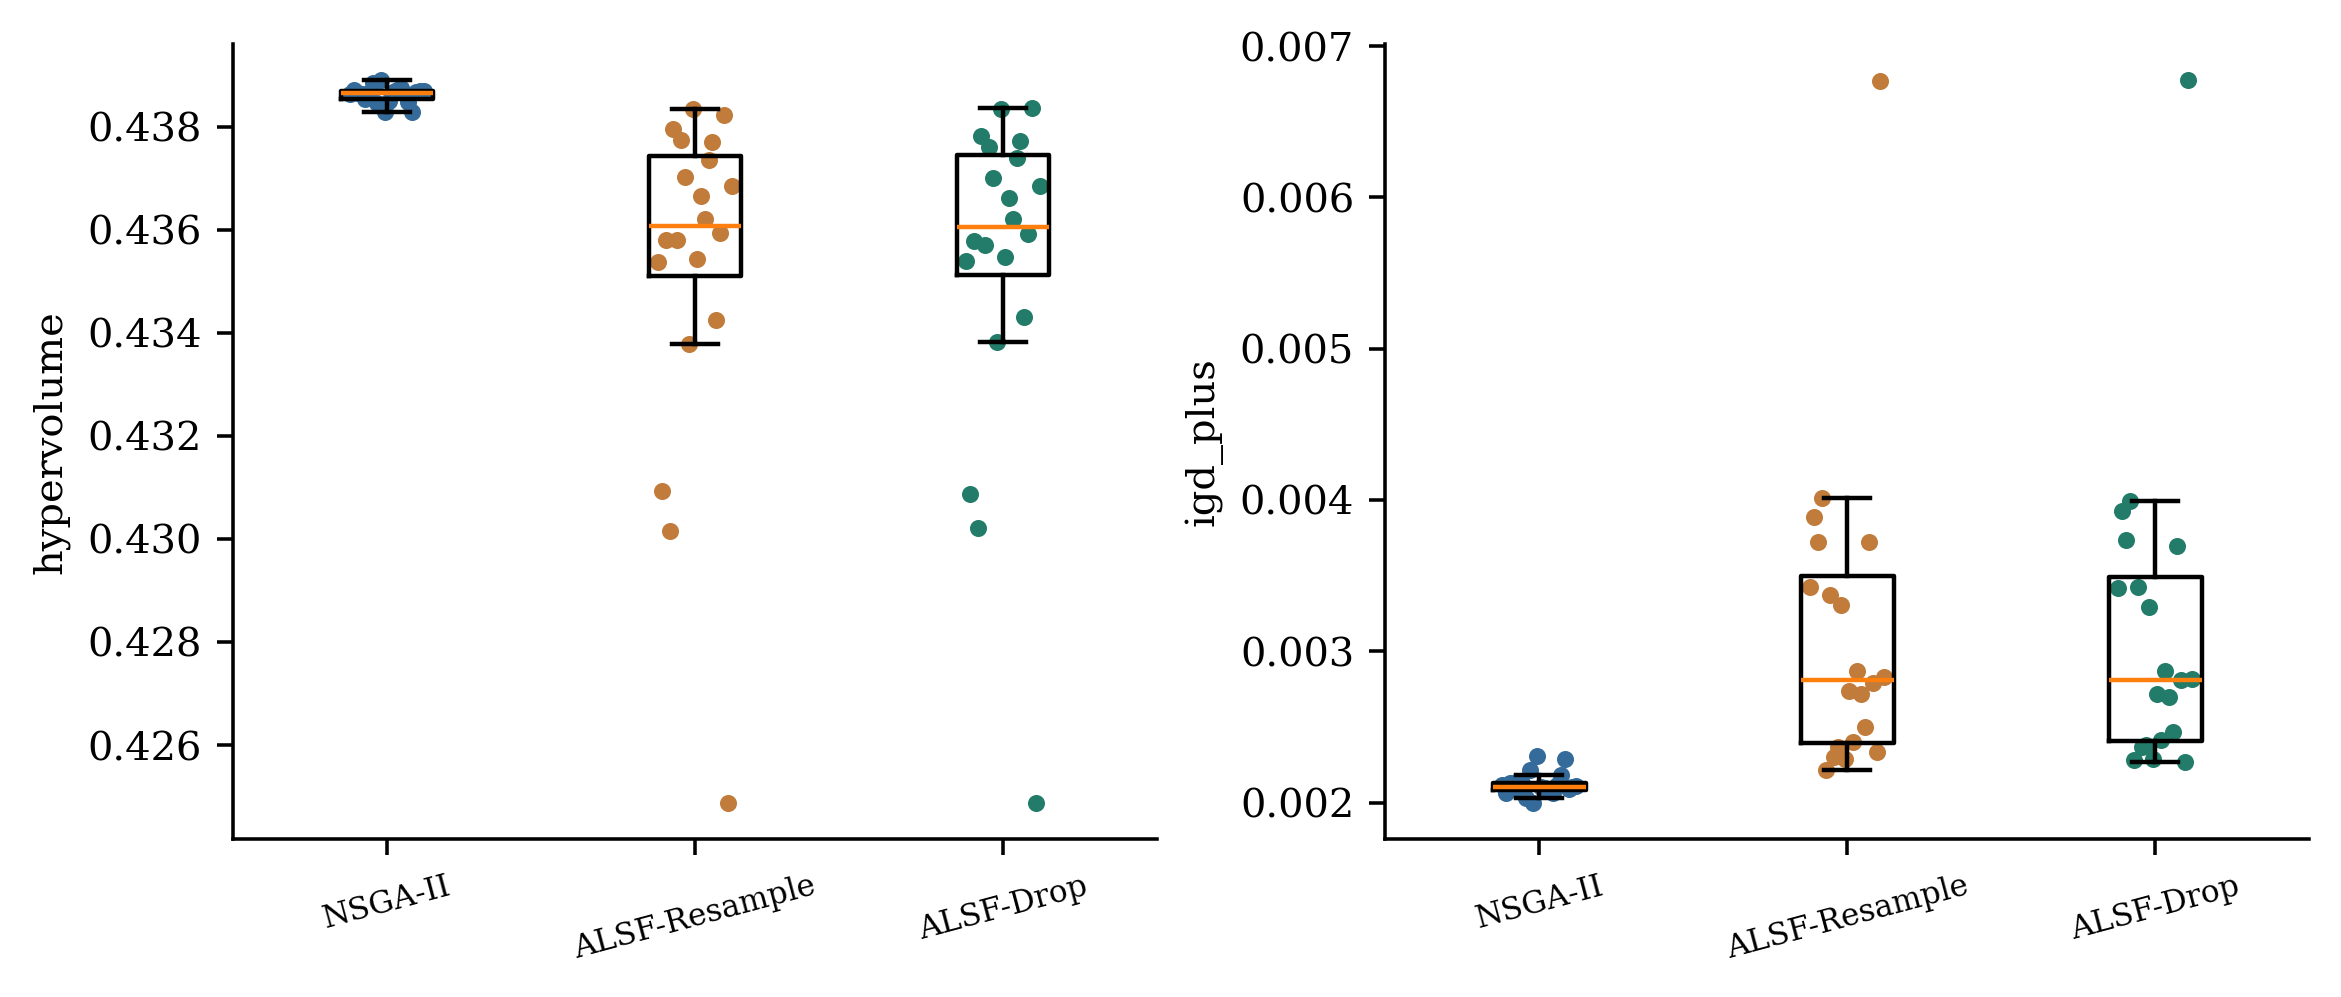 hypervolume
0.438
0.436
0.434
0.432
0.430
0.428
0.426
NSGA-II
ALSF-Resample
ALSF-Drop
igd_plus
0.007
0.006
0.005
0.004
0.003
0.002
NSGA-II
ALSF-Resample
ALSF-Drop